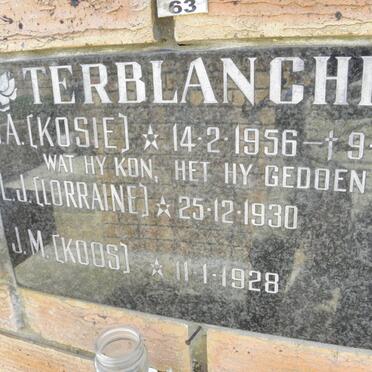 63
TERBLANCHE
.A. [KOSIE] ☆ 14·2·1956 – † 9-
WAT HY KON, HET HY GEDOEN
L.J. [LORRAINE] ☆ 25·12·1930
J.M. [KOOS] ☆ 11·1·1928